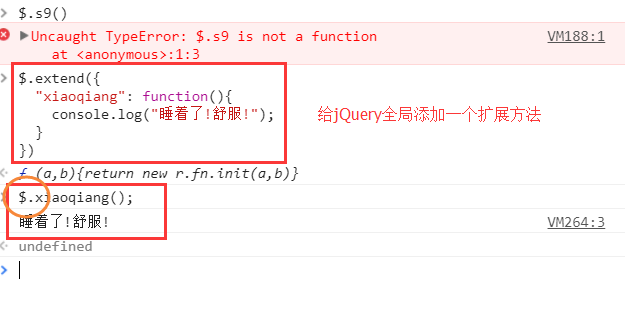 $.s9()
Uncaught TypeError: $.s9 is not a function VM188:1
at <anonymous>:1:3
$.extend({
"xiaoqiang": function(){
console.log("睡着了!舒服!");
}
})
给jQuery全局添加一个扩展方法
f (a,b){return new r.fn.init(a,b)}
$.xiaoqiang();
睡着了!舒服! VM264:3
undefined